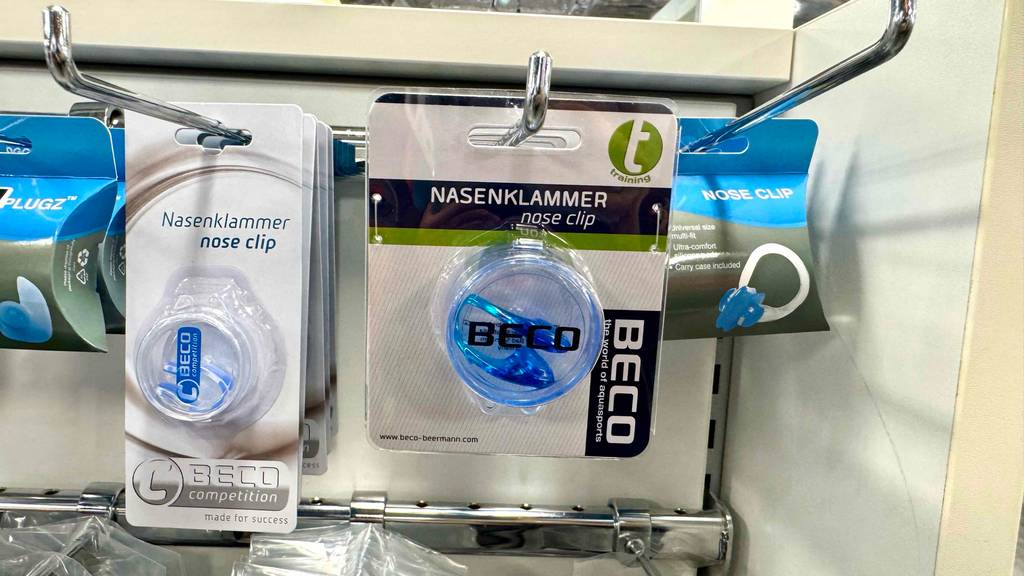 PLUGZ™
Nasenklammer
nose clip
BECO
competition
BECO
competition
made for success
t
training
NASENKLAMMER
nose clip
BECO
BECO
the world of aquasports
www.beco-beermann.com
NOSE CLIP
Universal size
multi-fit
Ultra-comfort
• Carry case included